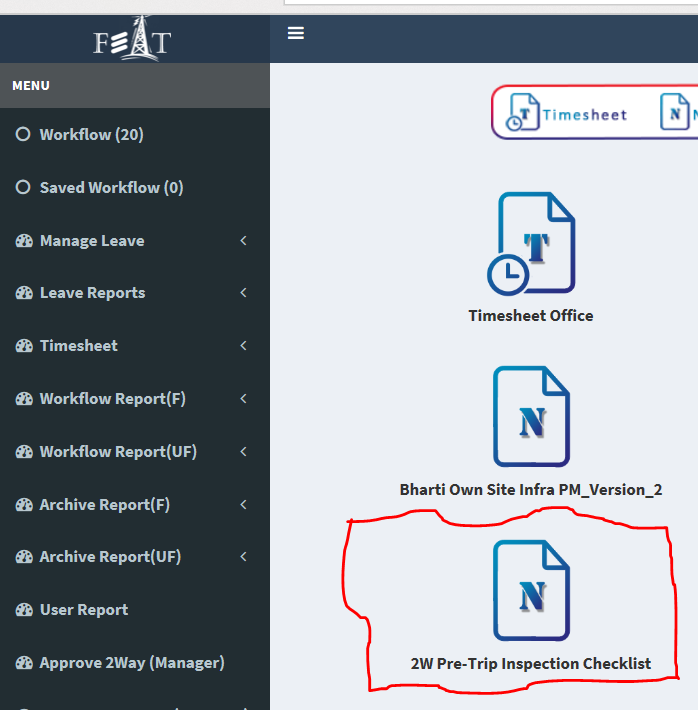 FEAT
MENU
Workflow (20)
Saved Workflow (0)
Manage Leave
Leave Reports
Timesheet
Workflow Report(F)
Workflow Report(UF)
Archive Report(F)
Archive Report(UF)
User Report
Approve 2Way (Manager)
T Timesheet
N
T
Timesheet Office
N
Bharti Own Site Infra PM_Version_2
N
2W Pre-Trip Inspection Checklist